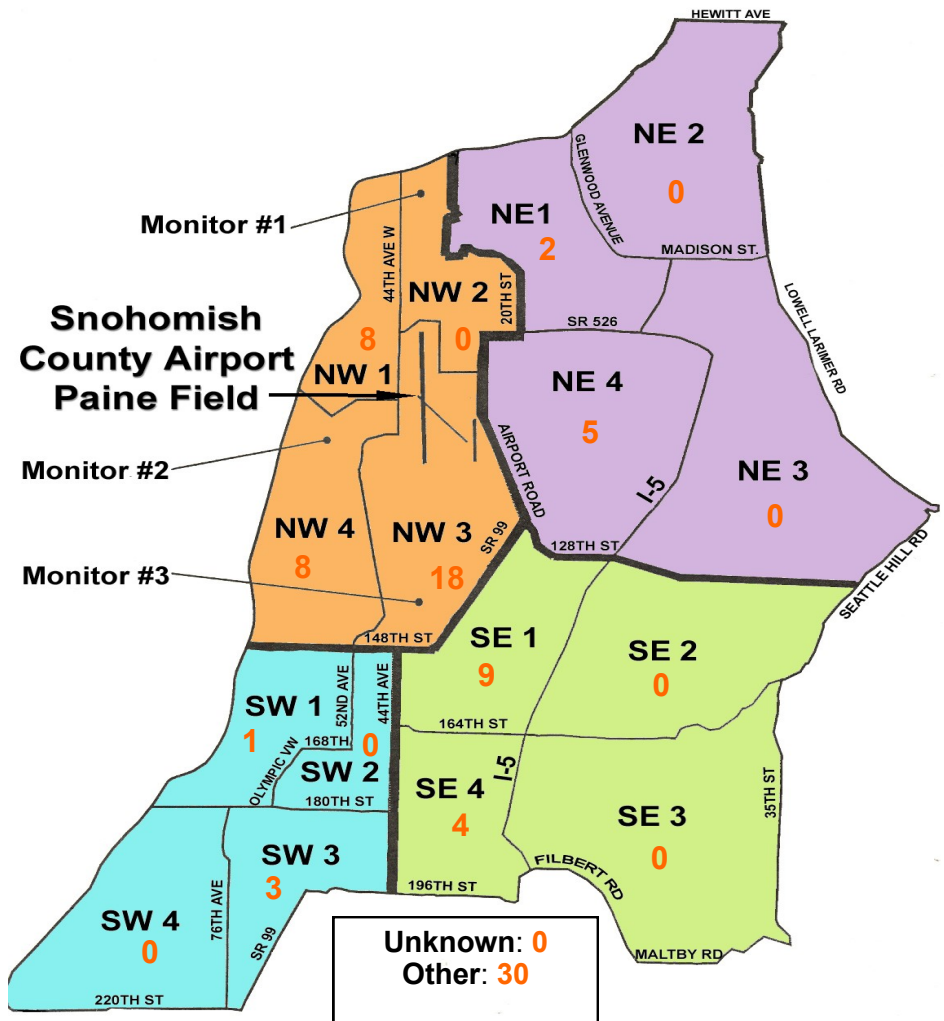 HEWITT AVE
NE 2
0
GLENWOOD AVENUE
MADISON ST.
NE1
2
Monitor #1
44TH AVE W
NW 2
0
20TH ST
SR 526
LOWELL LARIMER RD
Snohomish
County Airport
Paine Field
8
NW 1
NE 4
5
AIRPORT ROAD
I-5
NE 3
0
Monitor #2
NW 4
8
NW 3
18
SR 99
128TH ST
SEATTLE HILL RD
Monitor #3
148TH ST
SE 1
9
SE 2
0
164TH ST
SW 1
1
52ND AVE
44TH AVE
OLYMPIC VW
168TH
0
SW 2
180TH ST
SE 4
4
I-5
SE 3
0
35TH ST
SW 3
3
76TH AVE
SR 99
SW 4
0
220TH ST
196TH ST
FILBERT RD
MALTBY RD
Unknown: 0
Other: 30